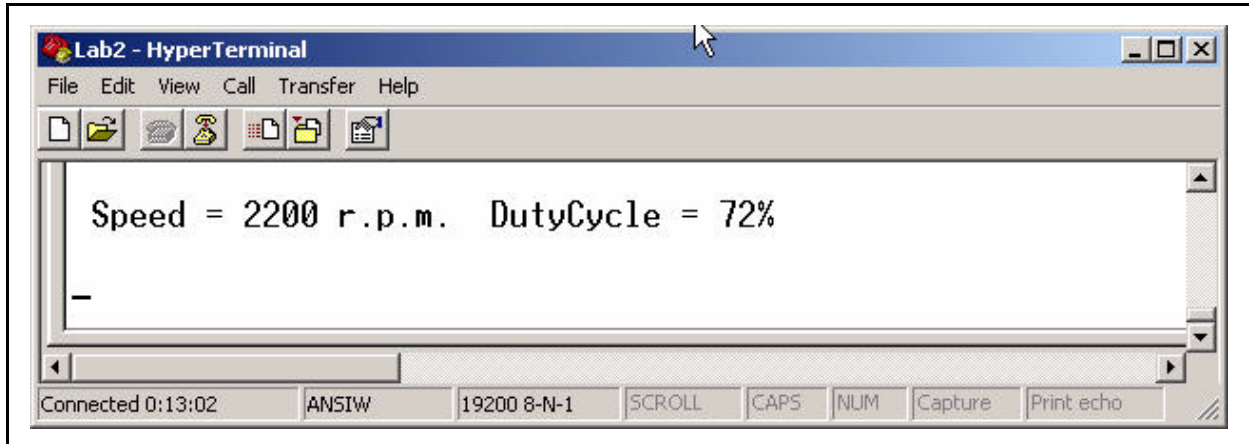 Lab2 - HyperTerminal
File Edit View Call Transfer Help
Speed = 2200 r.p.m. DutyCycle = 72%
Connected 0:13:02 ANSIW 19200 8-N-1 SCROLL CAPS NUM Capture Print echo